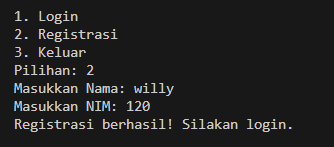 1. Login
2. Registrasi
3. Keluar
Pilihan: 2
Masukkan Nama: willy
Masukkan NIM: 120
Registrasi berhasil! Silakan login.